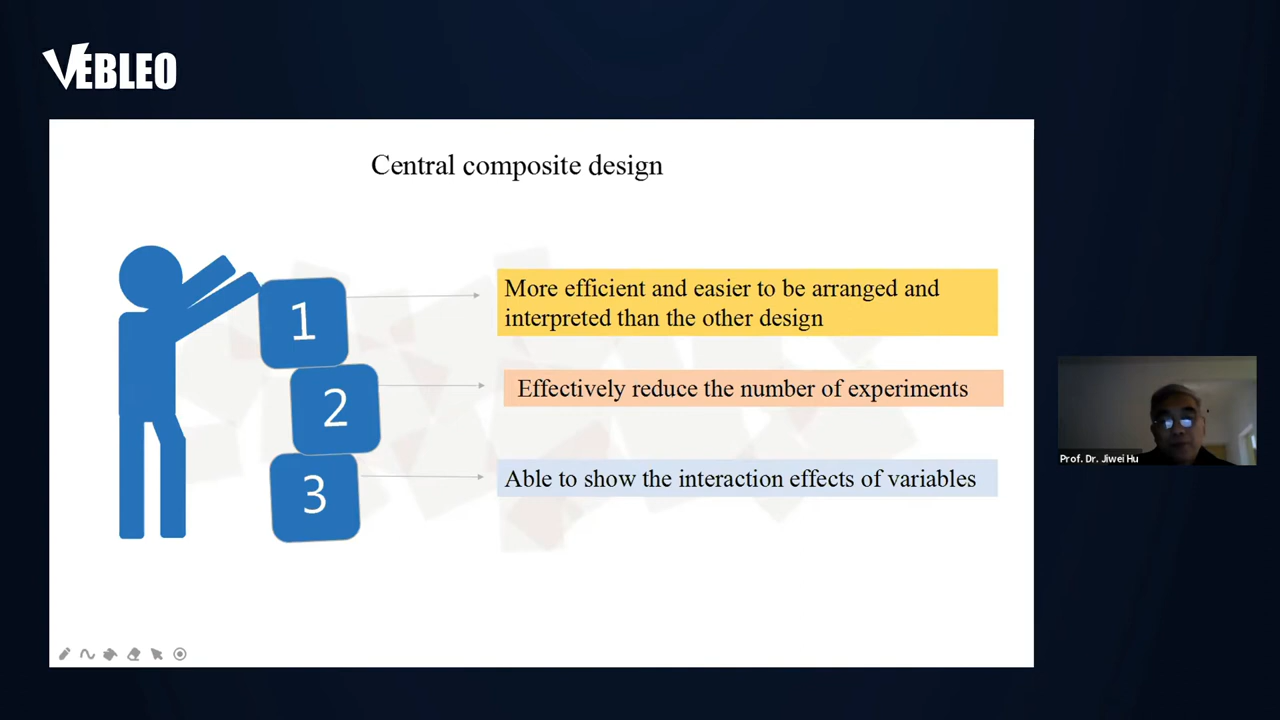 VEBLEO
Central composite design
1
More efficient and easier to be arranged and
interpreted than the other design
2
Effectively reduce the number of experiments
3
Able to show the interaction effects of variables
Prof. Dr. Jiwei Hu